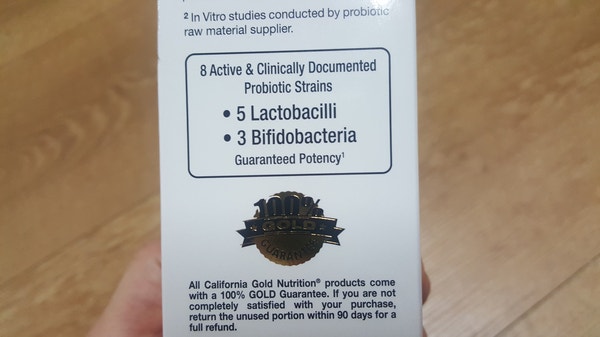 ² In Vitro studies conducted by probiotic
raw material supplier.
8 Active & Clinically Documented
Probiotic Strains
• 5 Lactobacilli
• 3 Bifidobacteria
Guaranteed Potency¹
100%
GOLD
GUARANTEE
All California Gold Nutrition® products come
with a 100% GOLD Guarantee. If you are not
completely satisfied with your purchase,
return the unused portion within 90 days for a
full refund.